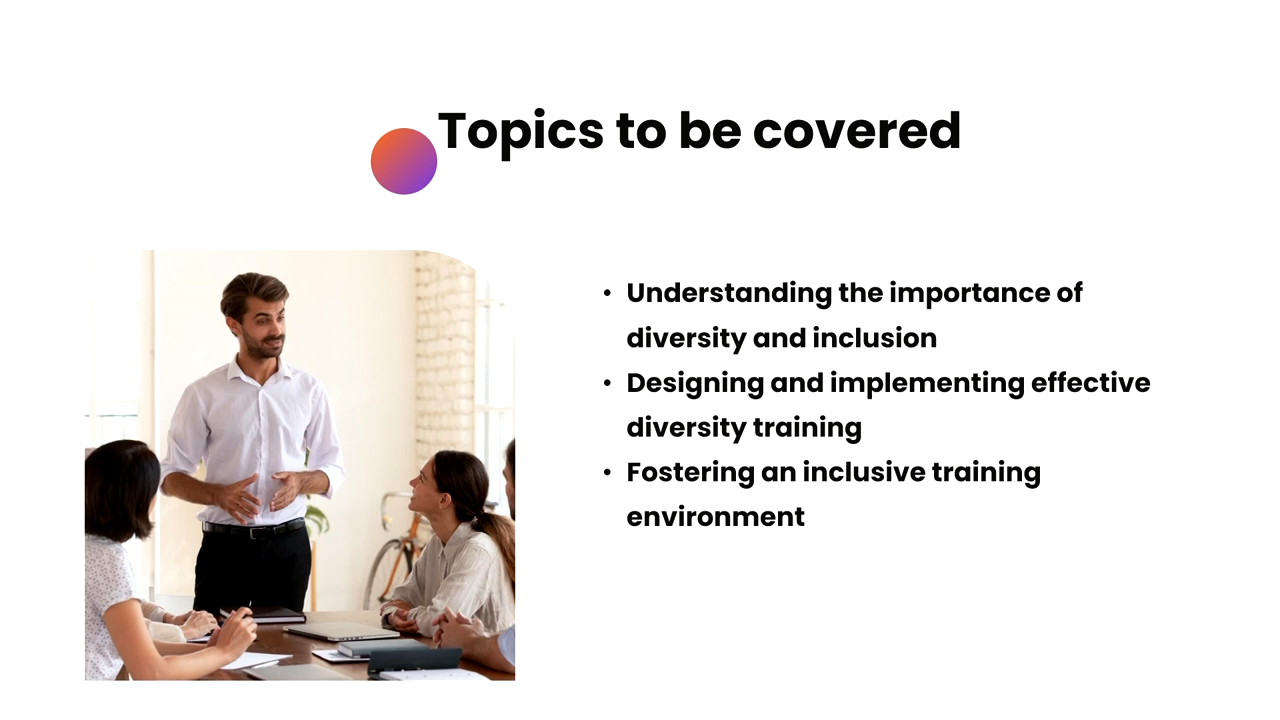 Topics to be covered
• Understanding the importance of
diversity and inclusion
• Designing and implementing effective
diversity training
• Fostering an inclusive training
environment